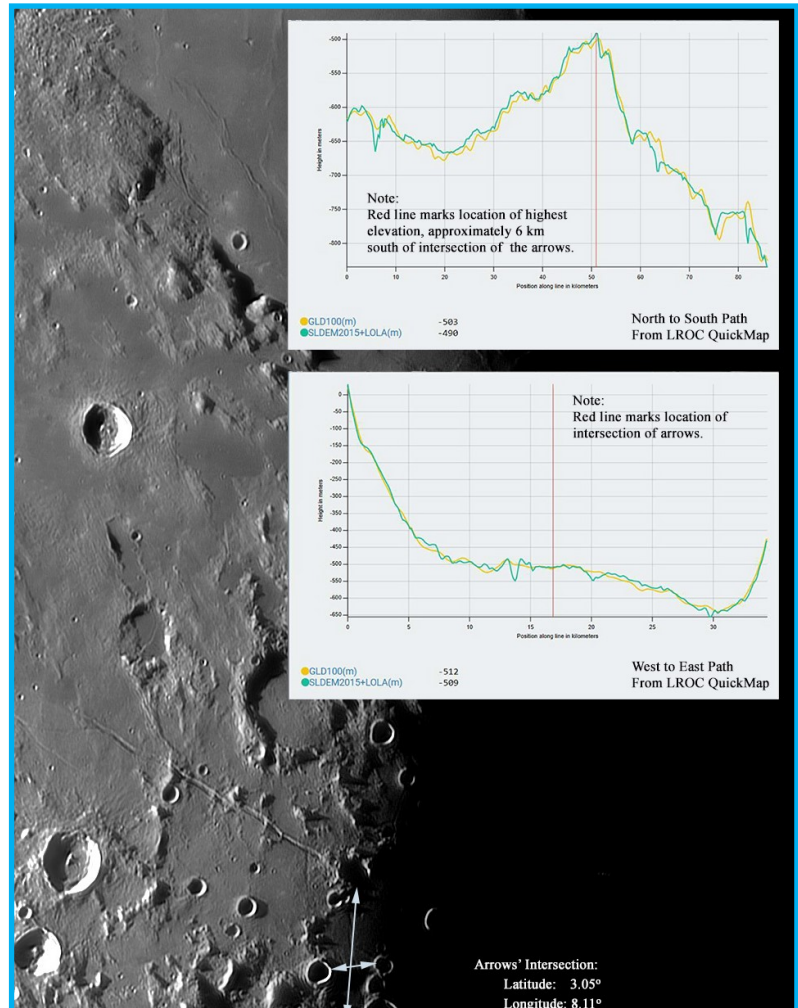 Height in meters
-500
-550
-600
-650
-700
-750
-800
0
10
20
30
40
50
60
70
80
Position along line in kilometers
Note:
Red line marks location of highest
elevation, approximately 6 km
south of intersection of the arrows.
GLD100(m) -503
SLDEM2015+LOLA(m) -490
North to South Path
From LROC QuickMap
Height in meters
0
-50
-100
-150
-200
-250
-300
-350
-400
-450
-500
-550
-600
-650
0
5
10
15
20
25
30
Position along line in kilometers
Note:
Red line marks location of
intersection of arrows.
GLD100(m) -512
SLDEM2015+LOLA(m) -509
West to East Path
From LROC QuickMap
Arrows' Intersection:
Latitude: 3.05º
Longitude: 8.11º